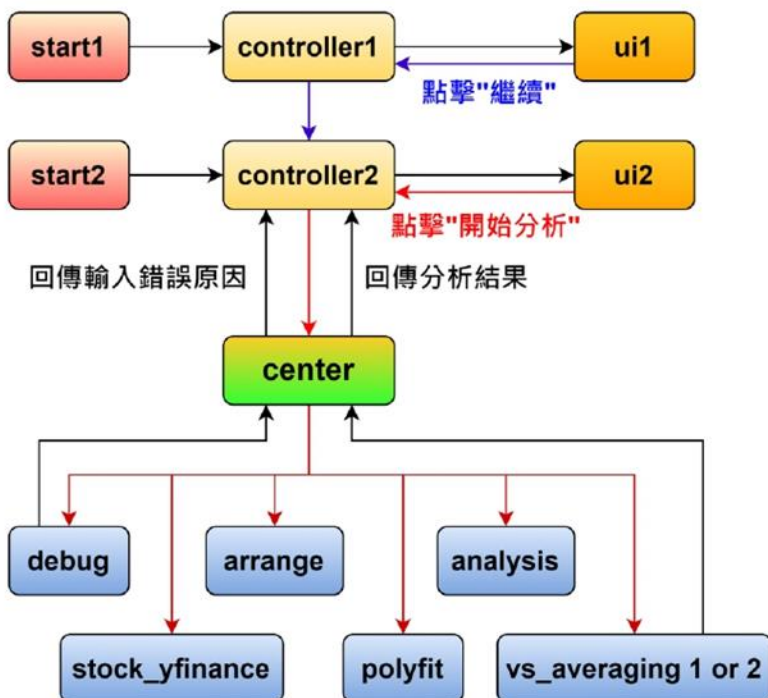 start1
controller1
ui1
點擊"繼續"
start2
controller2
ui2
點擊"開始分析"
回傳輸入錯誤原因
回傳分析結果
center
debug
arrange
analysis
stock_yfinance
polyfit
vs_averaging 1 or 2